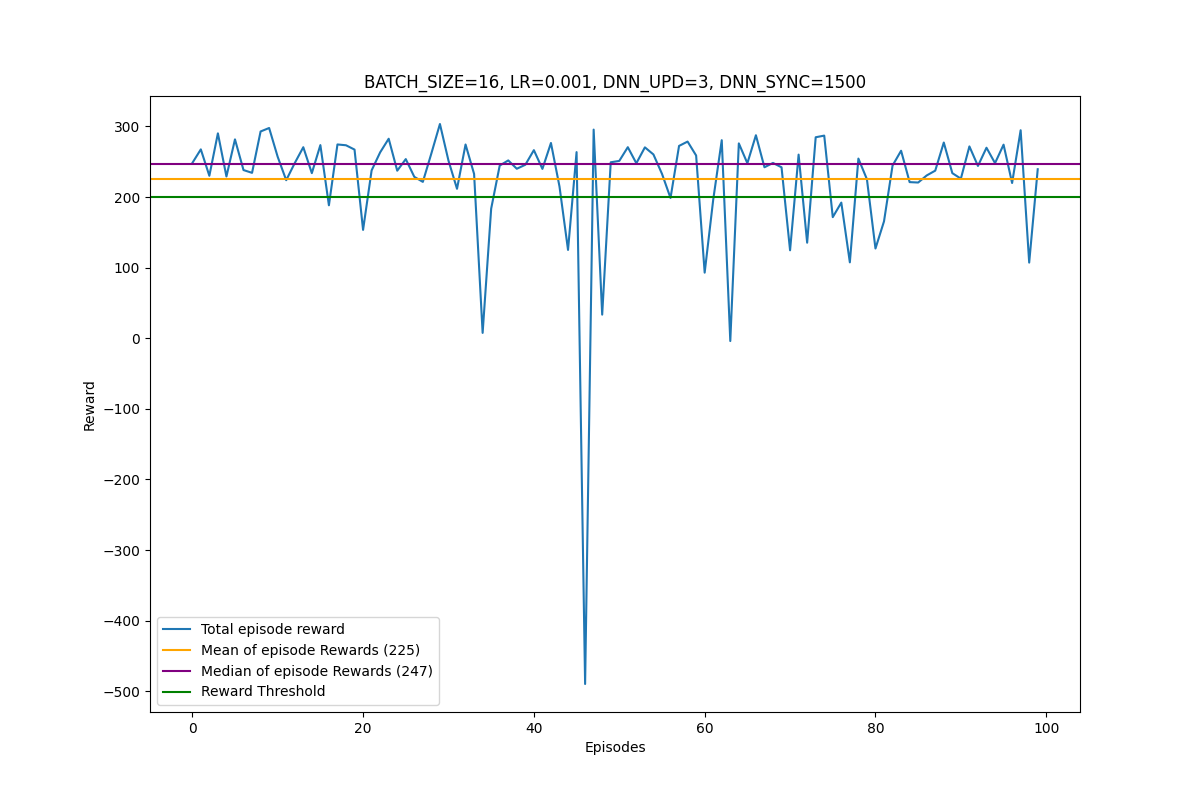 BATCH_SIZE=16, LR=0.001, DNN_UPD=3, DNN_SYNC=1500
300
200
100
0
−100
−200
−300
−400
−500
Reward
Total episode reward
Mean of episode Rewards (225)
Median of episode Rewards (247)
Reward Threshold
0 20 40 60 80 100
Episodes